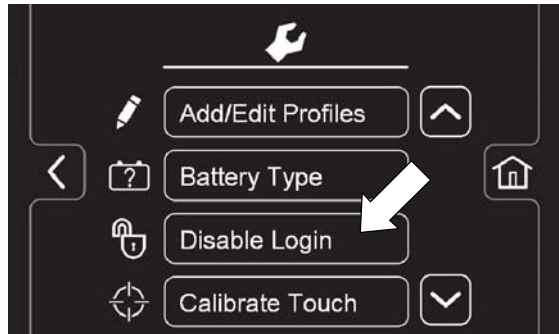 Add/Edit Profiles
Battery Type
Disable Login
Calibrate Touch